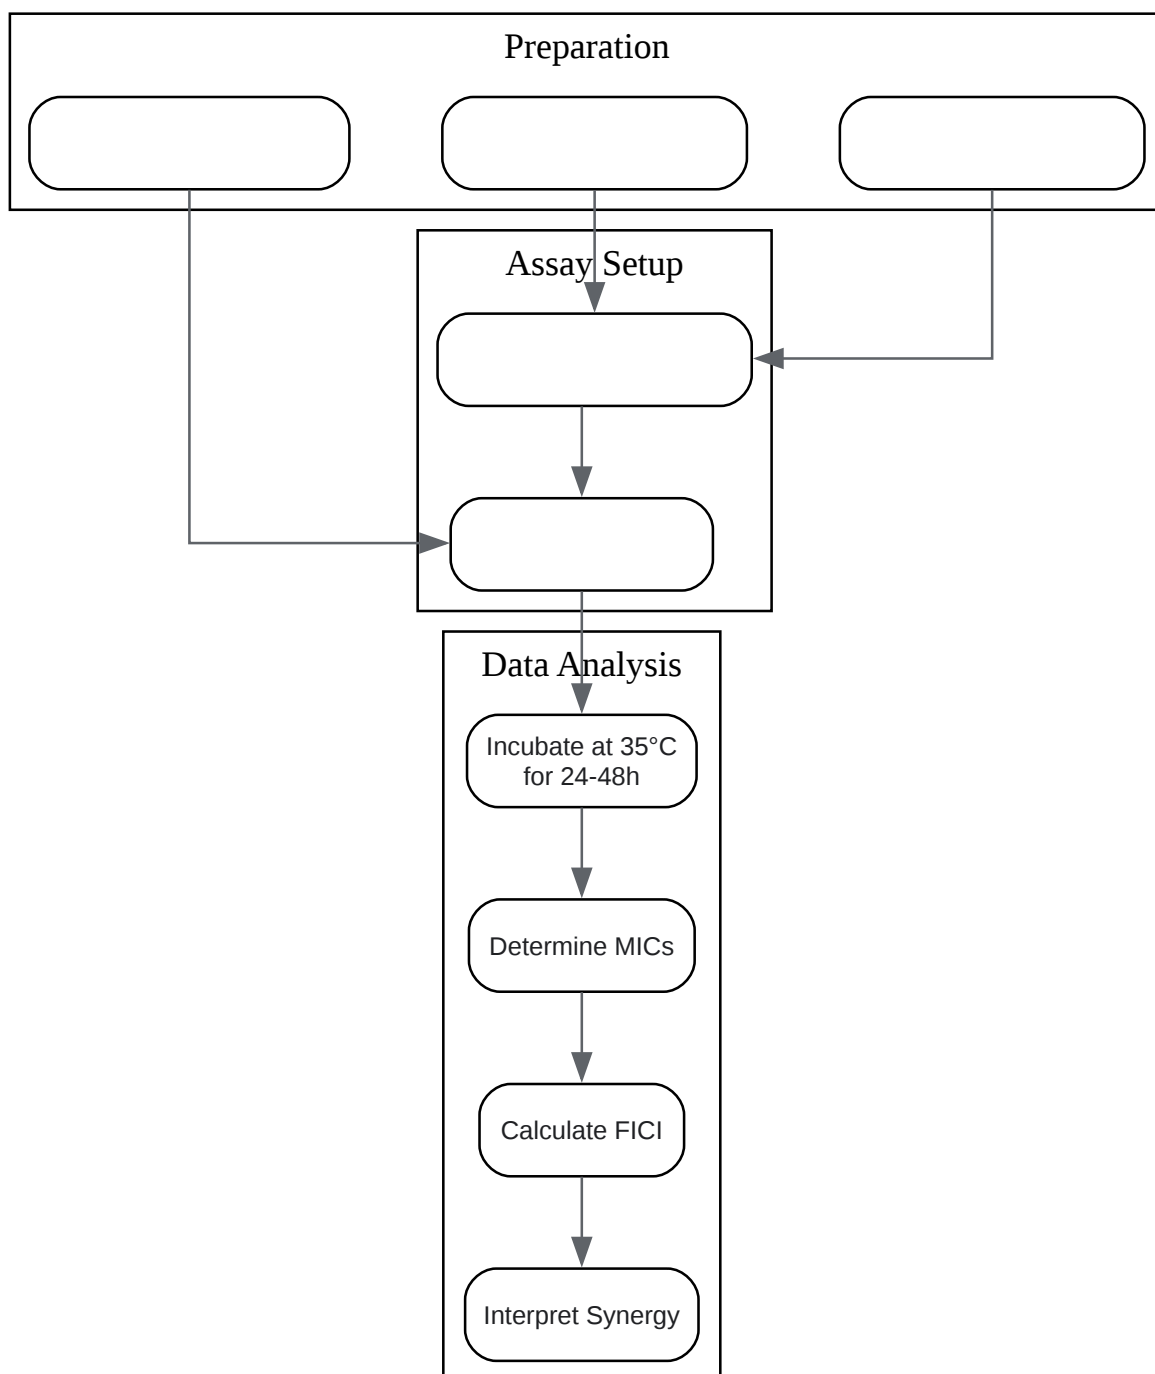 Preparation
Assay Setup
Data Analysis
Incubate at 35°C
for 24-48h
Determine MICs
Calculate FICI
Interpret Synergy